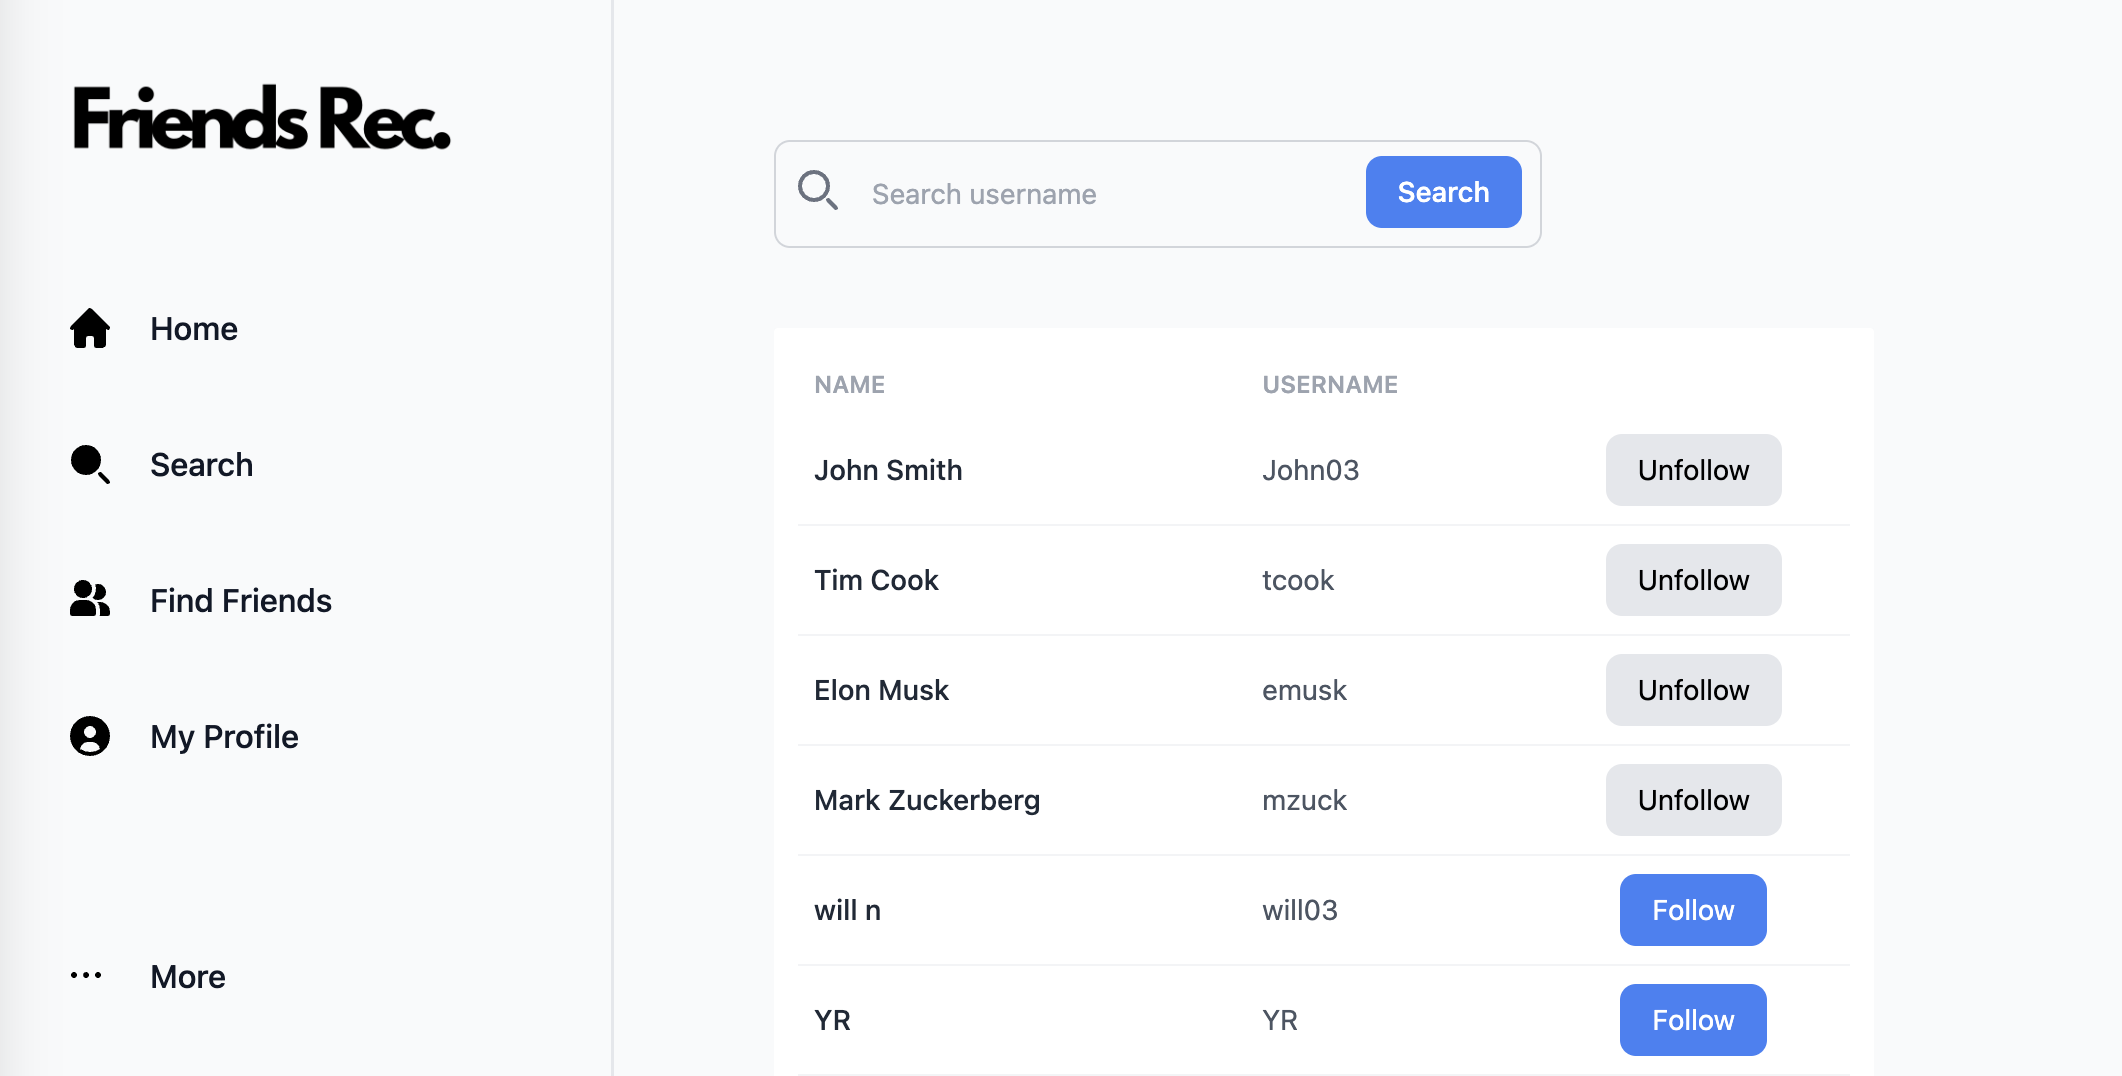 Friends Rec.
Home
Search
Find Friends
My Profile
More
Search username
Search
NAME USERNAME
John Smith John03 Unfollow
Tim Cook tcook Unfollow
Elon Musk emusk Unfollow
Mark Zuckerberg mzuck Unfollow
will n will03 Follow
YR YR Follow